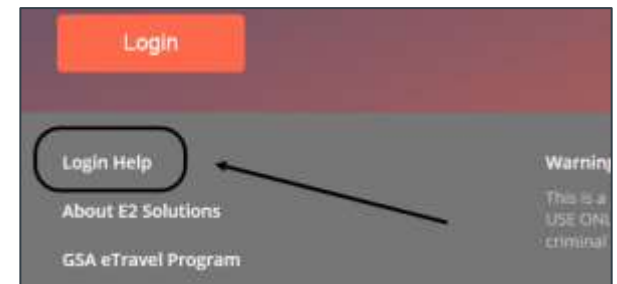 Login
Login Help
About E2 Solutions
GSA eTravel Program
Warning
This is a
USE ONL
criminal